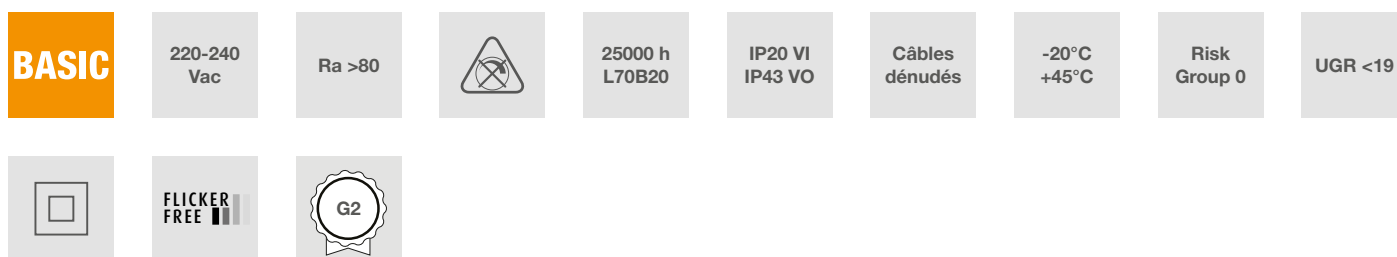 BASIC
220-240
Vac
Ra >80
25000 h
L70B20
IP20 VI
IP43 VO
Câbles
dénudés
-20°C
+45°C
Risk
Group 0
UGR <19
FLICKER
FREE
G2